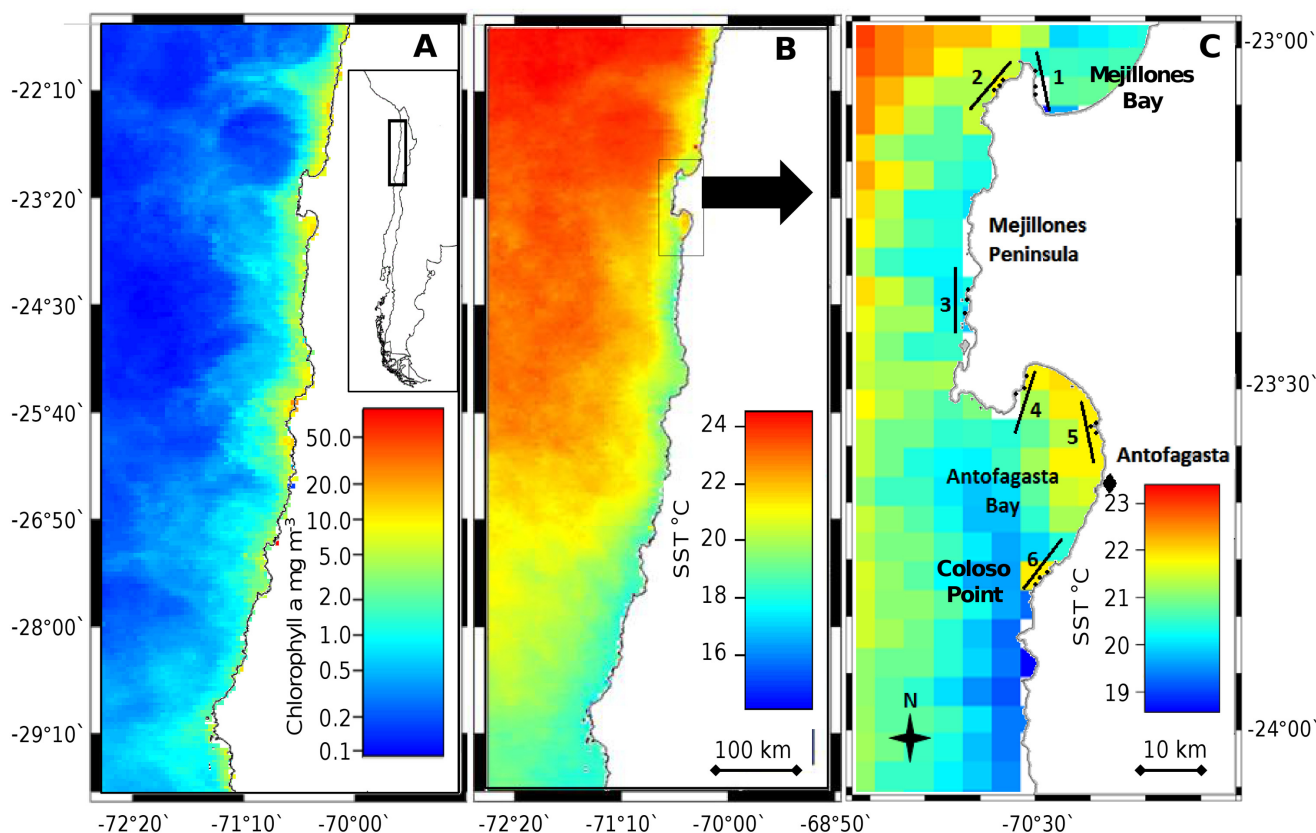 A
-22°10`
-23°20`
-24°30`
-25°40`
-26°50`
-28°00`
-29°10`
-72°20`
-71°10`
-70°00`
Chlorophyll a mg m⁻³
50.0
20.0
10.0
5.0
2.0
1.0
0.5
0.2
0.1
B
SST °C
24
22
20
18
16
100 km
-72°20`
-71°10`
-70°00`
-68°50`
C
-23°00`
-23°30`
-24°00`
-70°30`
2
1
Mejillones
Bay
Mejillones
Peninsula
3
4
5
Antofagasta
Antofagasta
Bay
6
Coloso
Point
SST °C
23
22
21
20
19
N
10 km